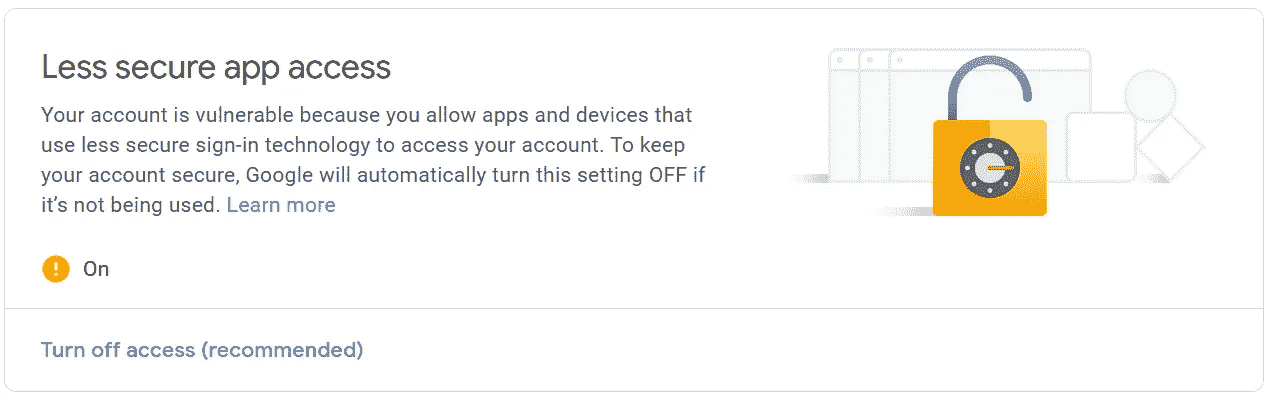 Less secure app access
Your account is vulnerable because you allow apps and devices that
use less secure sign-in technology to access your account. To keep
your account secure, Google will automatically turn this setting OFF if
it’s not being used. Learn more
! On
Turn off access (recommended)